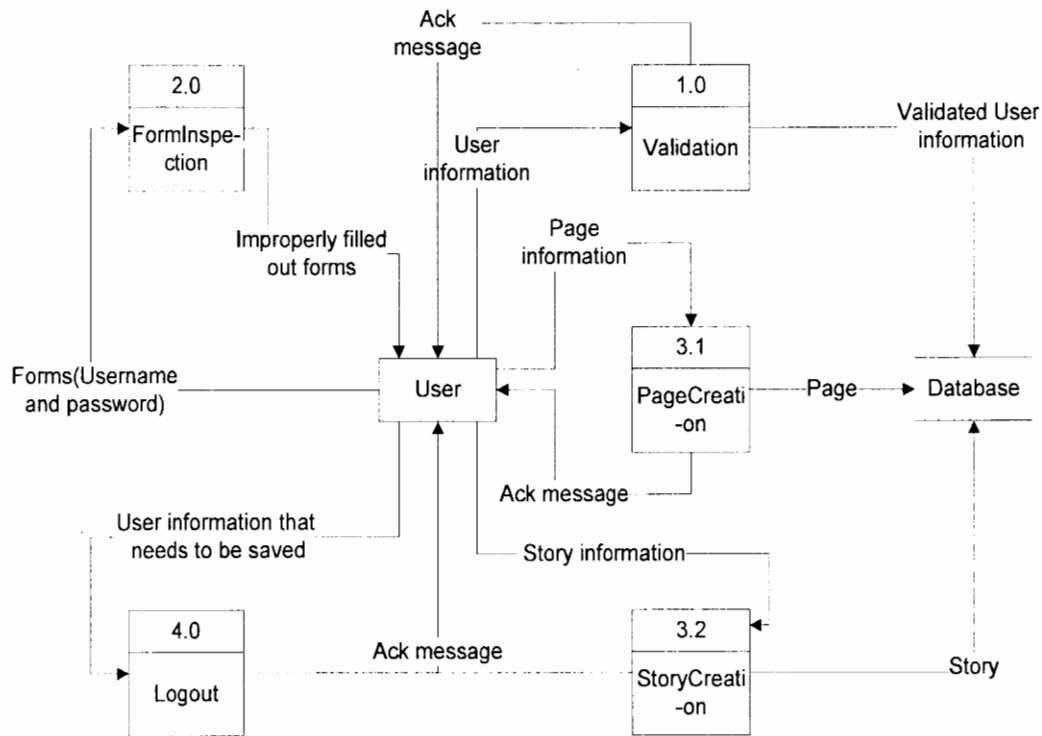 Ack
message
2.0
FormInspe-
ction
1.0
Validation
User
information
Validated User
information
Improperly filled
out forms
Page
information
3.1
PageCreati-
-on
Forms(Username
and password)
User
Page
Database
Ack message
User information that
needs to be saved
Story information
4.0
Logout
Ack message
3.2
StoryCreati-
-on
Story